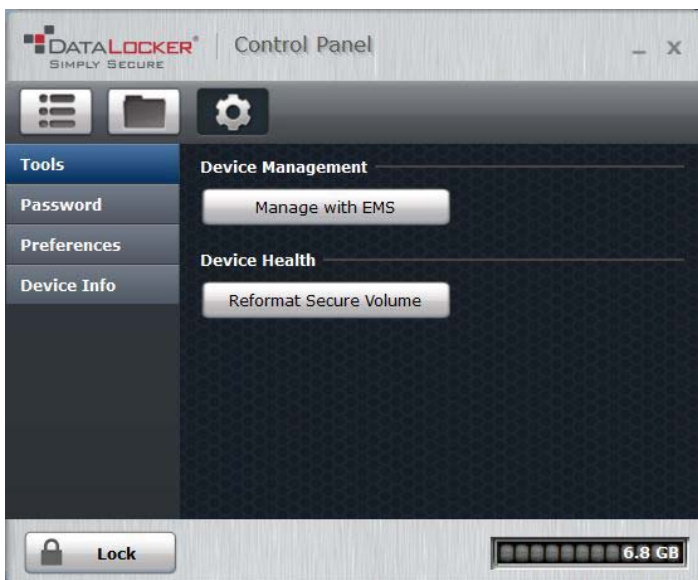 DATALOCKER® Control Panel
SIMPLY SECURE
Tools
Password
Preferences
Device Info
Device Management
Manage with EMS
Device Health
Reformat Secure Volume
Lock
6.8 GB